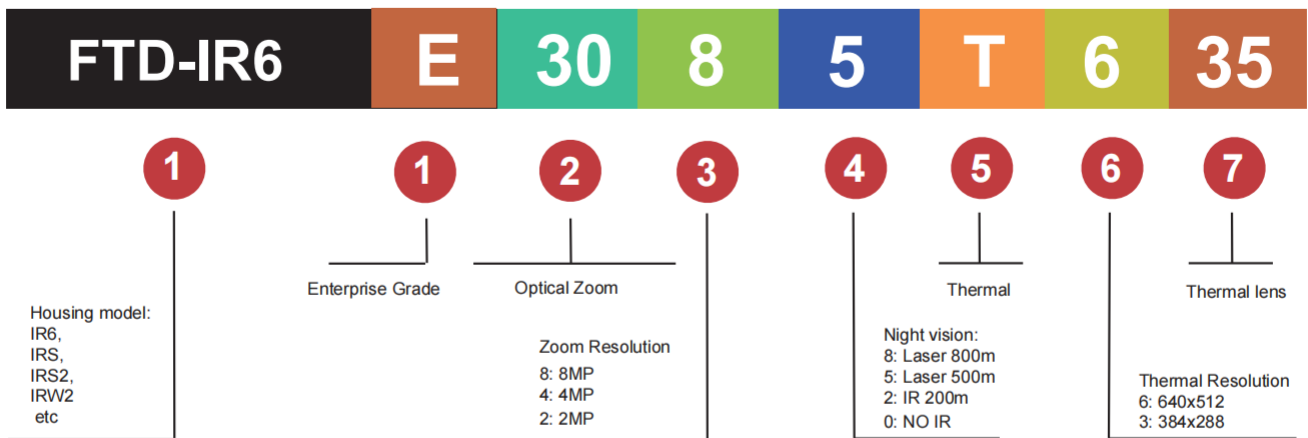 FTD-IR6 E 30 8 5 T 6 35
1 1 2 3 4 5 6 7
Enterprise Grade
Optical Zoom
Thermal
Thermal lens
Housing model:
IR6,
IRS,
IRS2,
IRW2
etc
Zoom Resolution
8: 8MP
4: 4MP
2: 2MP
Night vision:
8: Laser 800m
5: Laser 500m
2: IR 200m
0: NO IR
Thermal Resolution
6: 640x512
3: 384x288